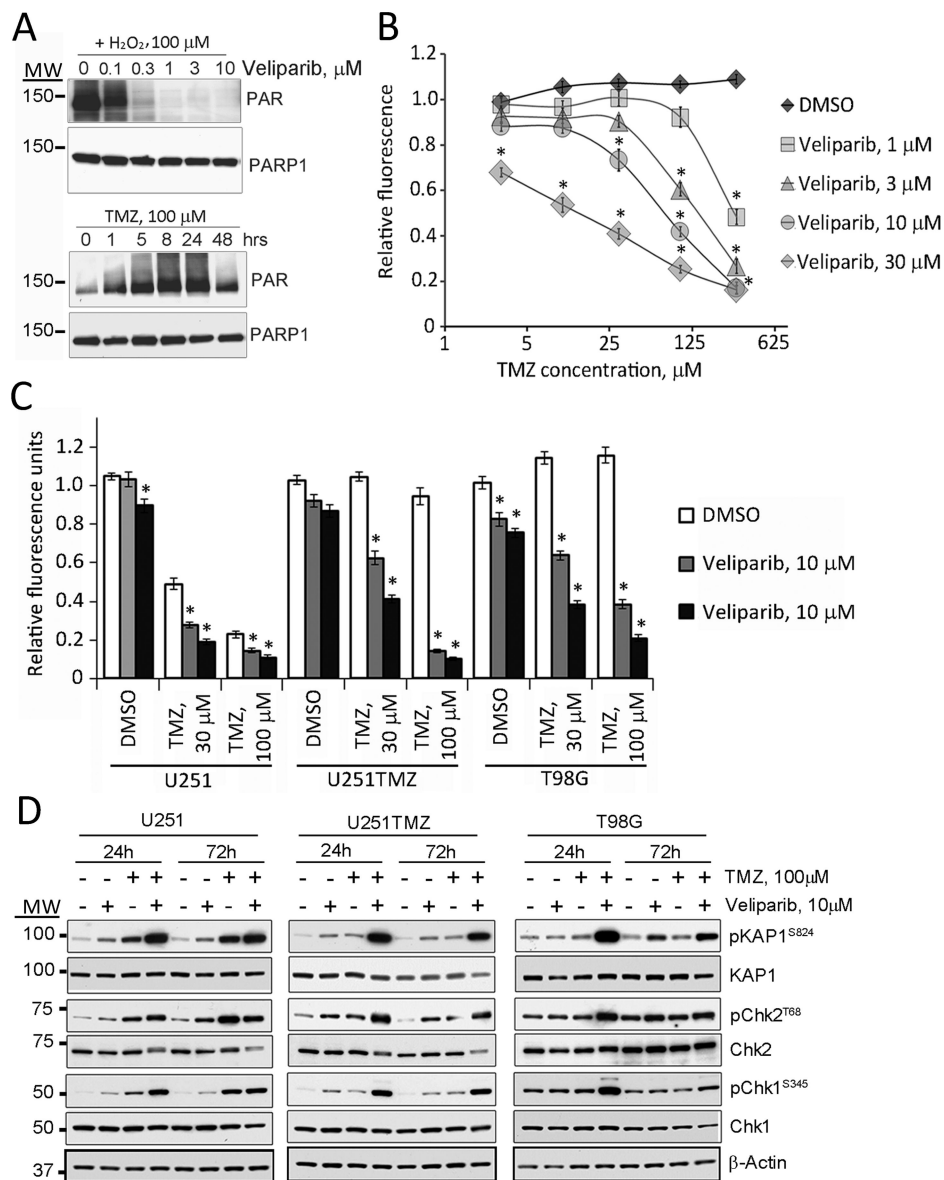 A
+ H₂O₂, 100 μM
MW
0 0.1 0.3 1 3 10 Veliparib, μM
150
PAR
150
PARP1
TMZ, 100 μM
0 1 5 8 24 48 hrs
150
PAR
150
PARP1
B
1.2
1.0
0.8
0.6
0.4
0.2
0
Relative fluorescence
1 5 25 125 625
TMZ concentration, μM
* * * * * * * * * *
DMSO
Veliparib, 1 μM
Veliparib, 3 μM
Veliparib, 10 μM
Veliparib, 30 μM
C
1.2
1.0
0.8
0.6
0.4
0.2
0
Relative fluorescence units
* * * * * * * * * * * * * * *
DMSO
TMZ, 30 μM
TMZ, 100 μM
DMSO
TMZ, 30 μM
TMZ, 100 μM
DMSO
TMZ, 30 μM
TMZ, 100 μM
U251 U251TMZ T98G
DMSO
Veliparib, 10 μM
Veliparib, 10 μM
D
U251 U251TMZ T98G
24h 72h 24h 72h 24h 72h
- - + + - - + + - - + + - - + + - - + + - - + + TMZ, 100μM
- + - + - + - + - + - + - + - + - + - + - + - + Veliparib, 10μM
MW
100 pKAP1ˢ⁸²⁴
100 KAP1
75 pChk2ᵀ⁶⁸
75 Chk2
50 pChk1ˢ³⁴⁵
50 Chk1
37 β-Actin